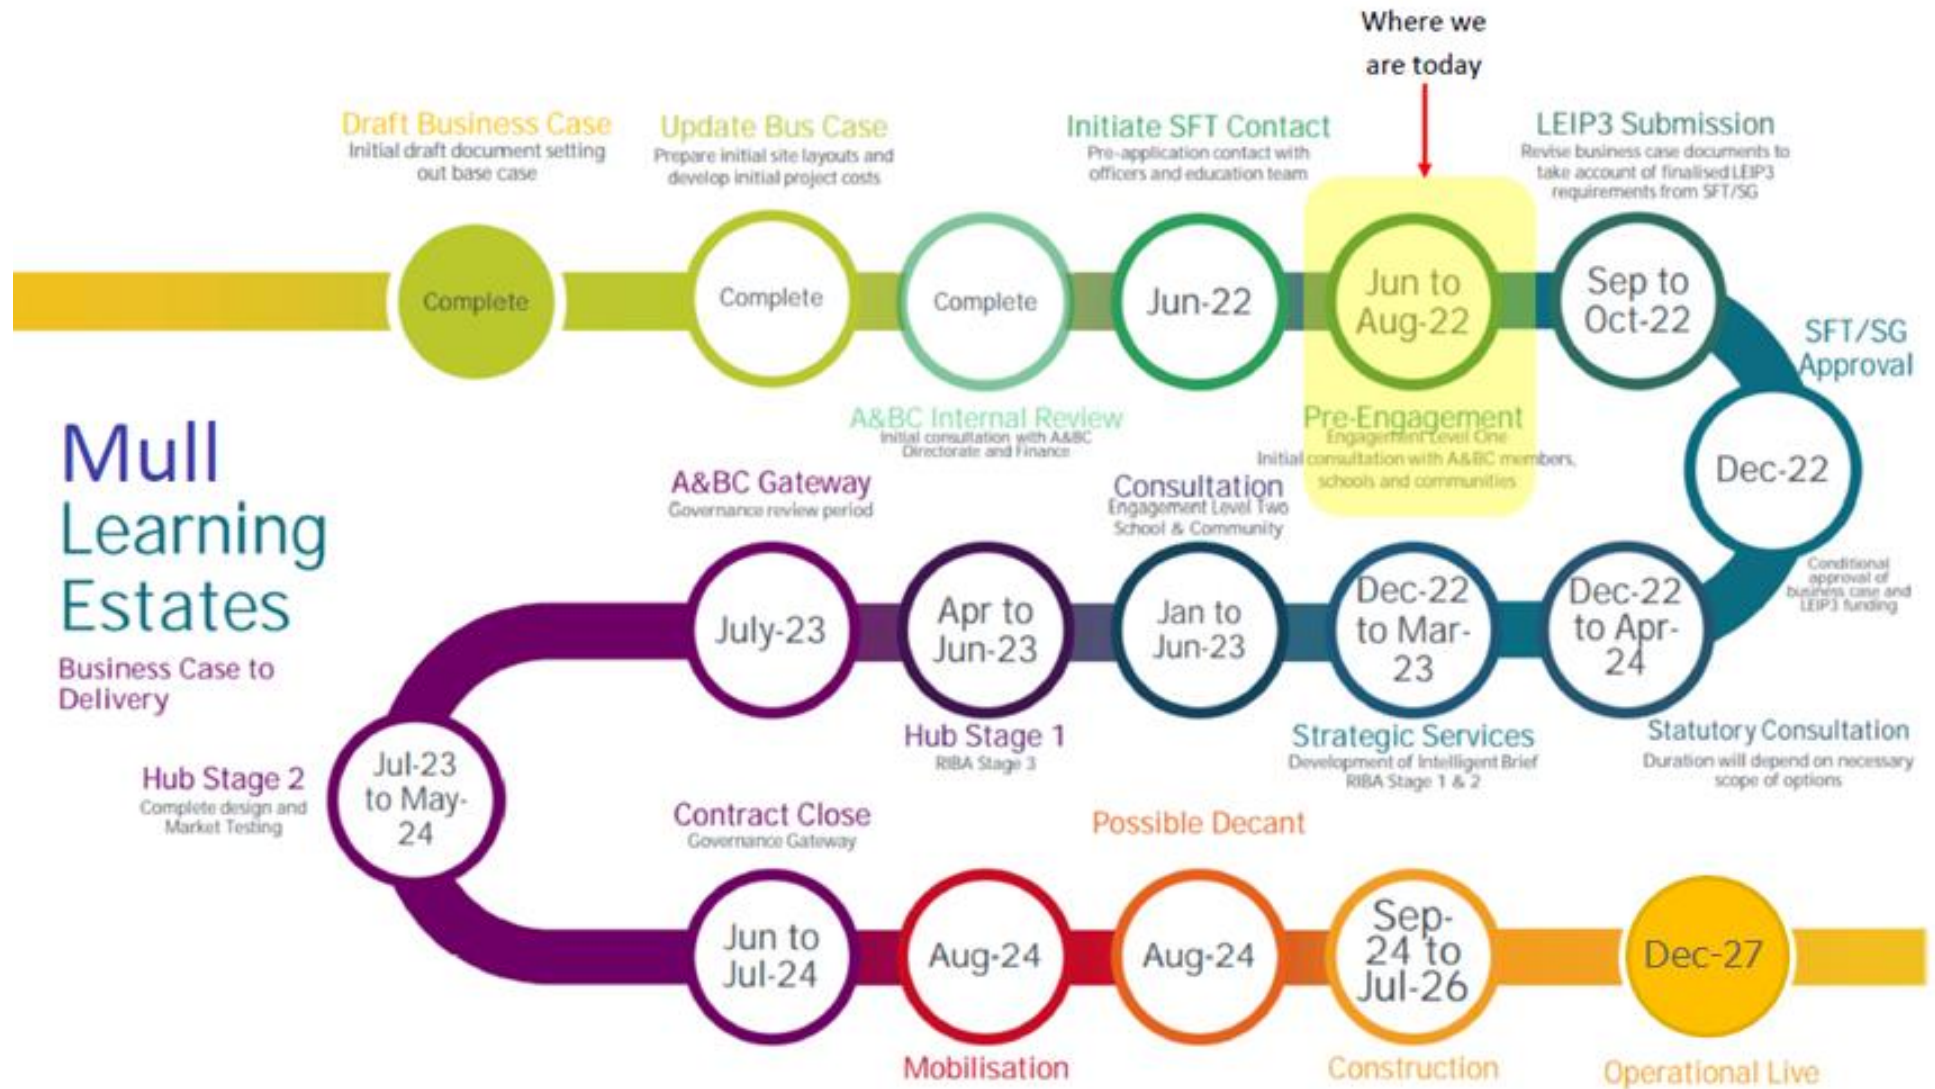 Where we
are today
Draft Business Case
Initial draft document setting
out base case
Complete
Update Bus Case
Prepare initial site layouts and
develop initial project costs
Complete
Complete
A&BC Internal Review
Initial consultation with A&BC
Directorate and Finance
Initiate SFT Contact
Pre-application contact with
officers and education team
Jun-22
Jun to
Aug-22
Pre-Engagement
Engagement Level One
Initial consultation with A&BC members,
schools and communities
LEIP3 Submission
Revise business case documents to
take account of finalised LEIP3
requirements from SFT/SG
Sep to
Oct-22
SFT/SG
Approval
Dec-22
Conditional
approval of
business case and
LEIP3 funding
Mull
Learning
Estates
Business Case to
Delivery
Dec-22
to Apr-
24
Statutory Consultation
Duration will depend on necessary
scope of options
Dec-22
to Mar-
23
Strategic Services
Development of Intelligent Brief
RIBA Stage 1 & 2
Consultation
Engagement Level Two
School & Community
Jan to
Jun-23
Apr to
Jun-23
Hub Stage 1
RIBA Stage 3
A&BC Gateway
Governance review period
July-23
Hub Stage 2
Complete design and
Market Testing
Jul-23
to May-
24
Contract Close
Governance Gateway
Jun to
Jul-24
Aug-24
Mobilisation
Possible Decant
Aug-24
Sep-
24 to
Jul-26
Construction
Dec-27
Operational Live